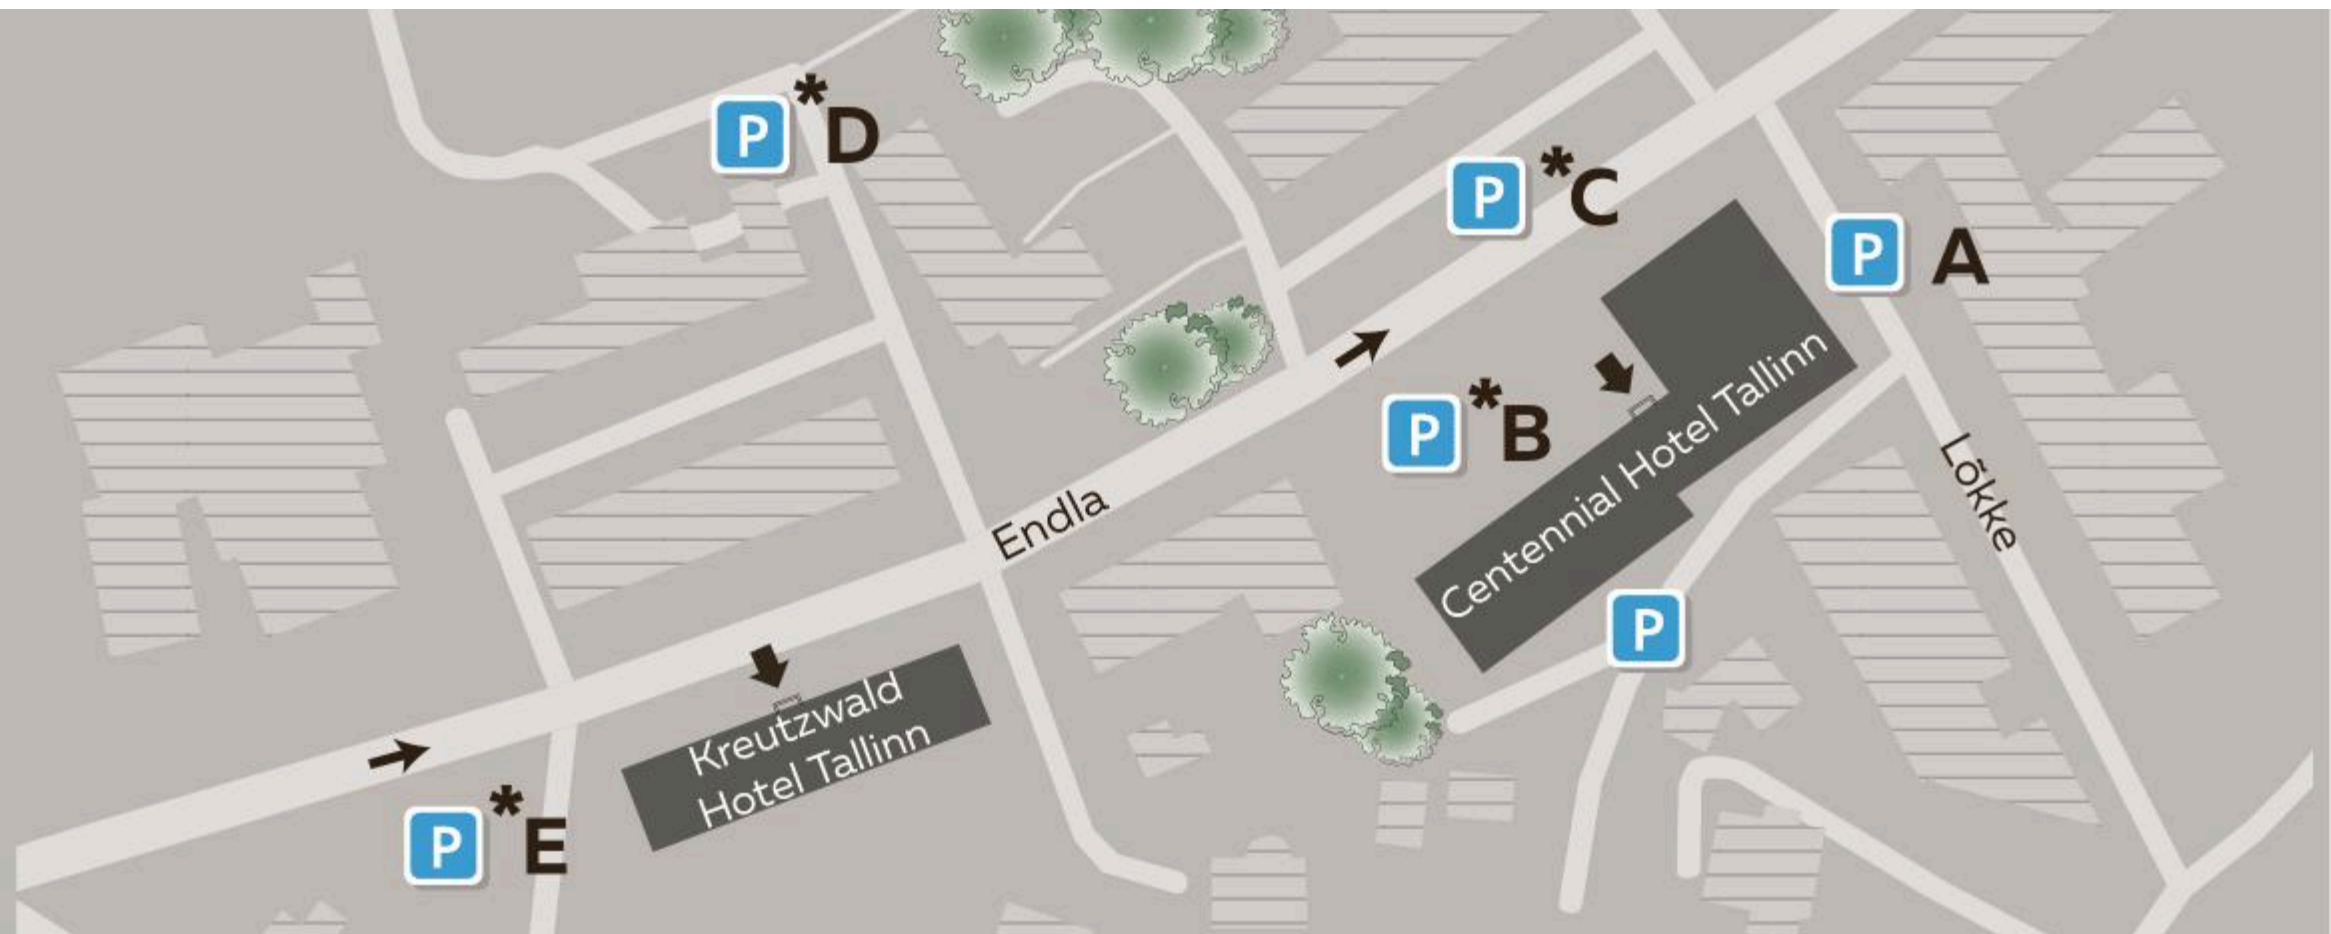 P *D
P *C
P A
P *B
Centennial Hotel Tallinn
Lõkke
Endla
P
Kreutzwald
Hotel Tallinn
P *E